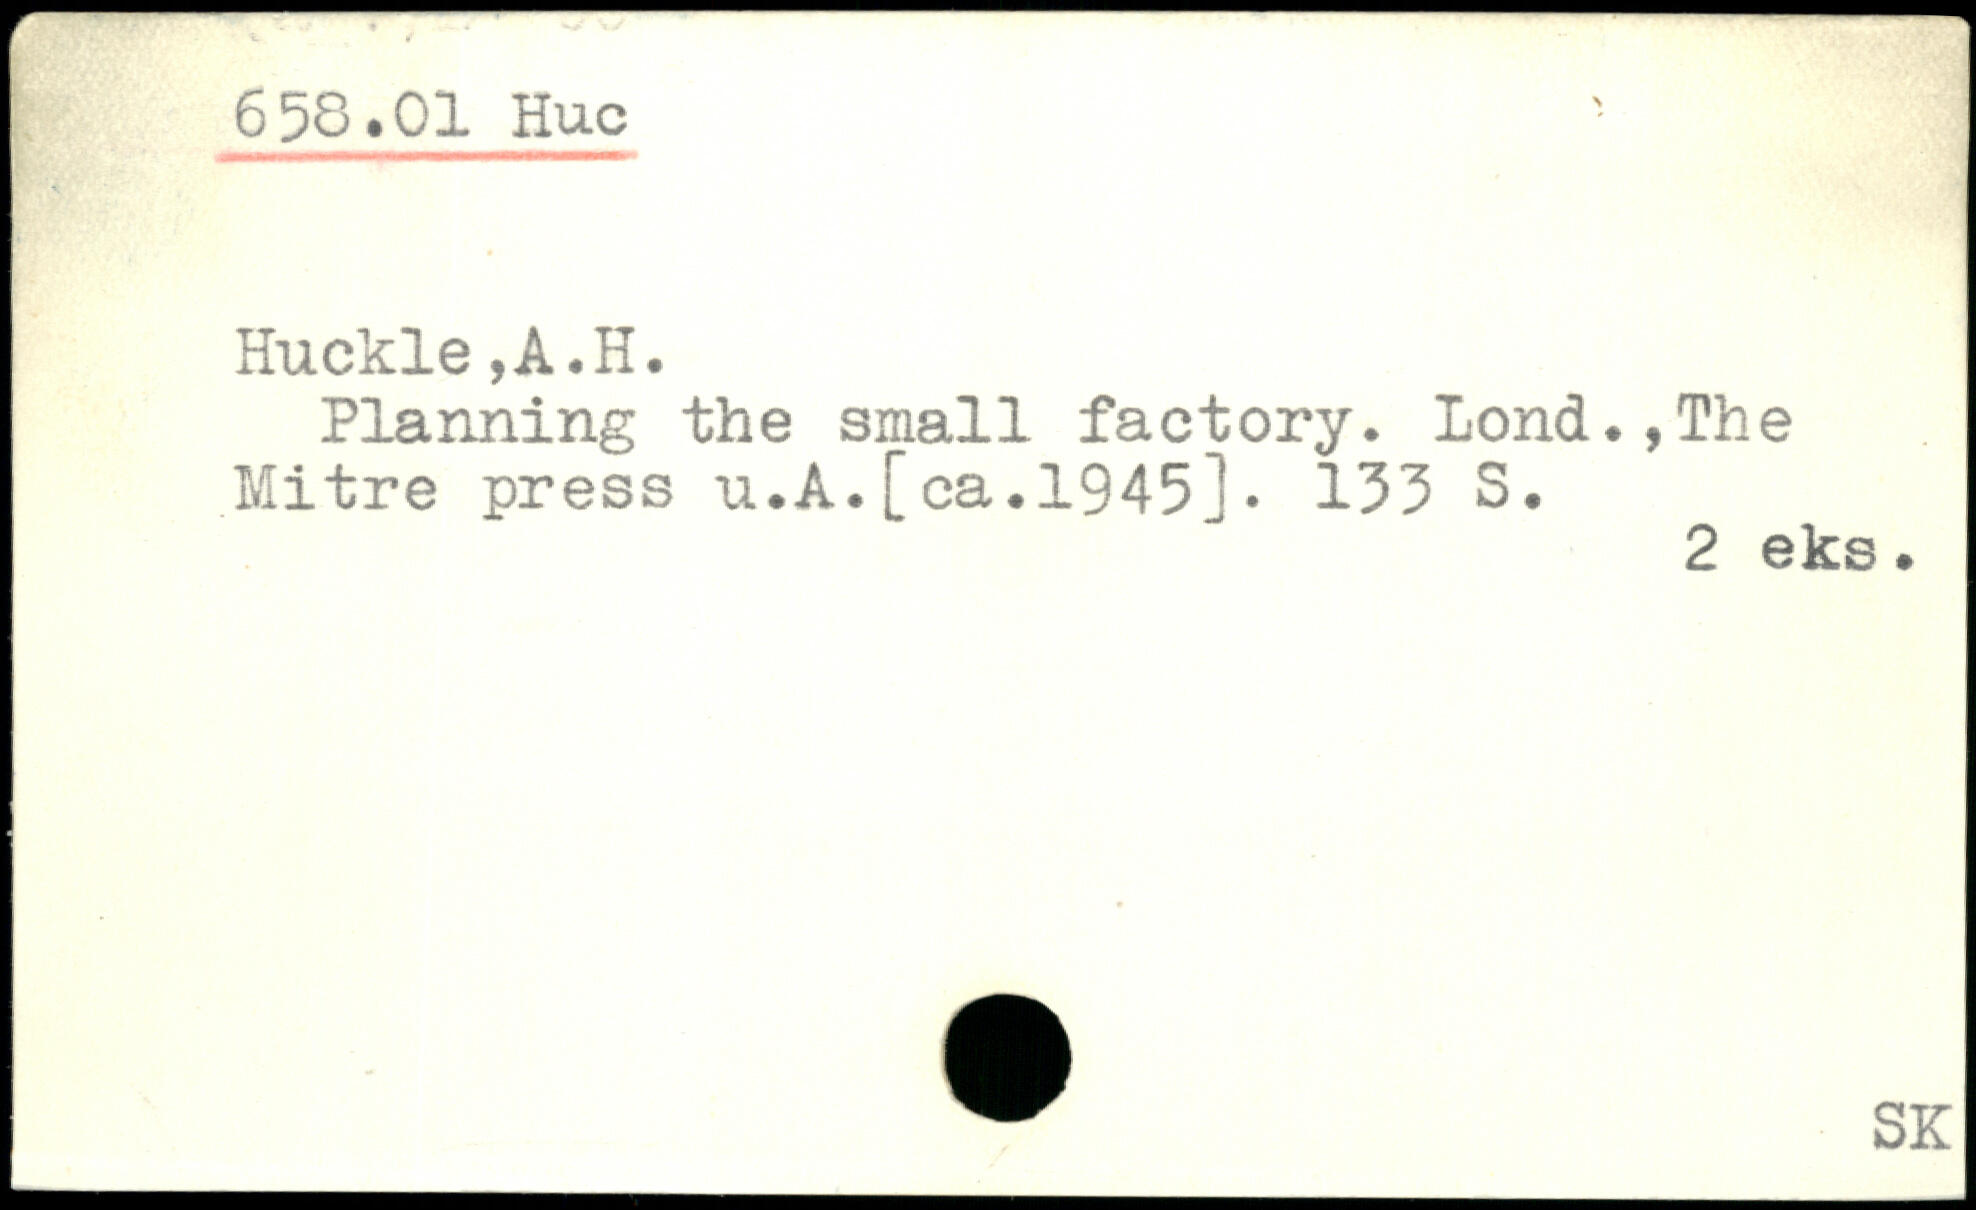 658.01 Huc
Huckle,A.H.
Planning the small factory. Lond.,The
Mitre press u.A.[ca.1945]. 133 S.
2 eks.
SK